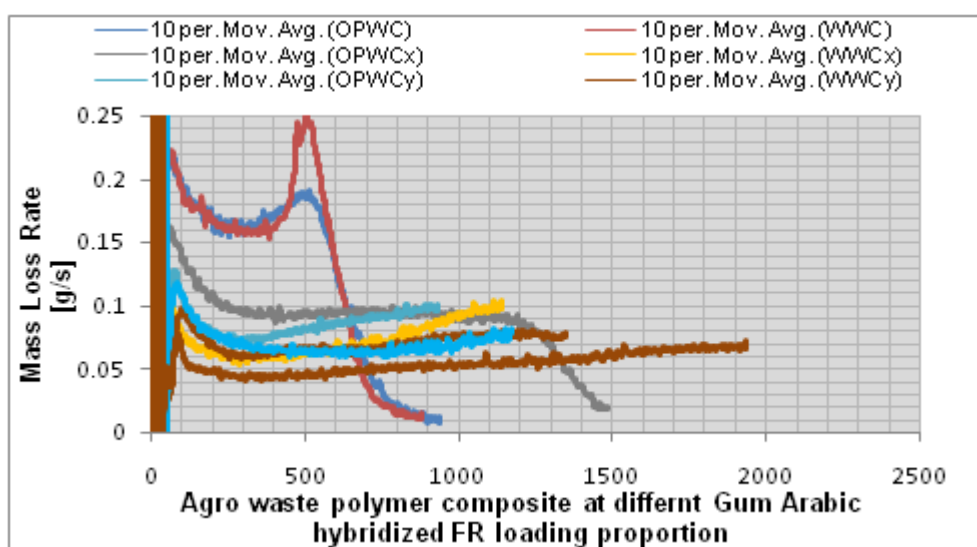 10 per. Mov. Avg. (OPWC) 10 per. Mov. Avg. (WWC)
10 per. Mov. Avg. (OPWCx) 10 per. Mov. Avg. (WWCx)
10 per. Mov. Avg. (OPWCy) 10 per. Mov. Avg. (WWCy)
0.25
0.2
0.15
0.1
0.05
0
Mass Loss Rate
[g/s]
0 500 1000 1500 2000 2500
Agro waste polymer composite at differnt Gum Arabic
hybridized FR loading proportion